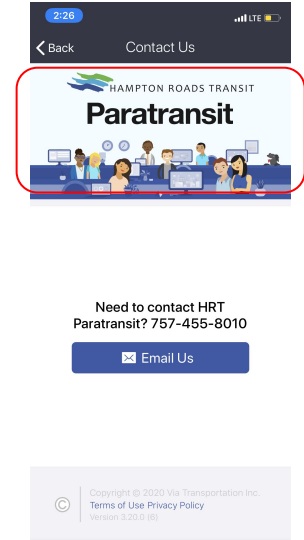 2:26
LTE
Back
Contact Us
HAMPTON ROADS TRANSIT
Paratransit
Need to contact HRT
Paratransit? 757-455-8010
Email Us
©
Copyright © 2020 Via Transportation Inc.
Terms of Use Privacy Policy
Version 3.20.0 (6)